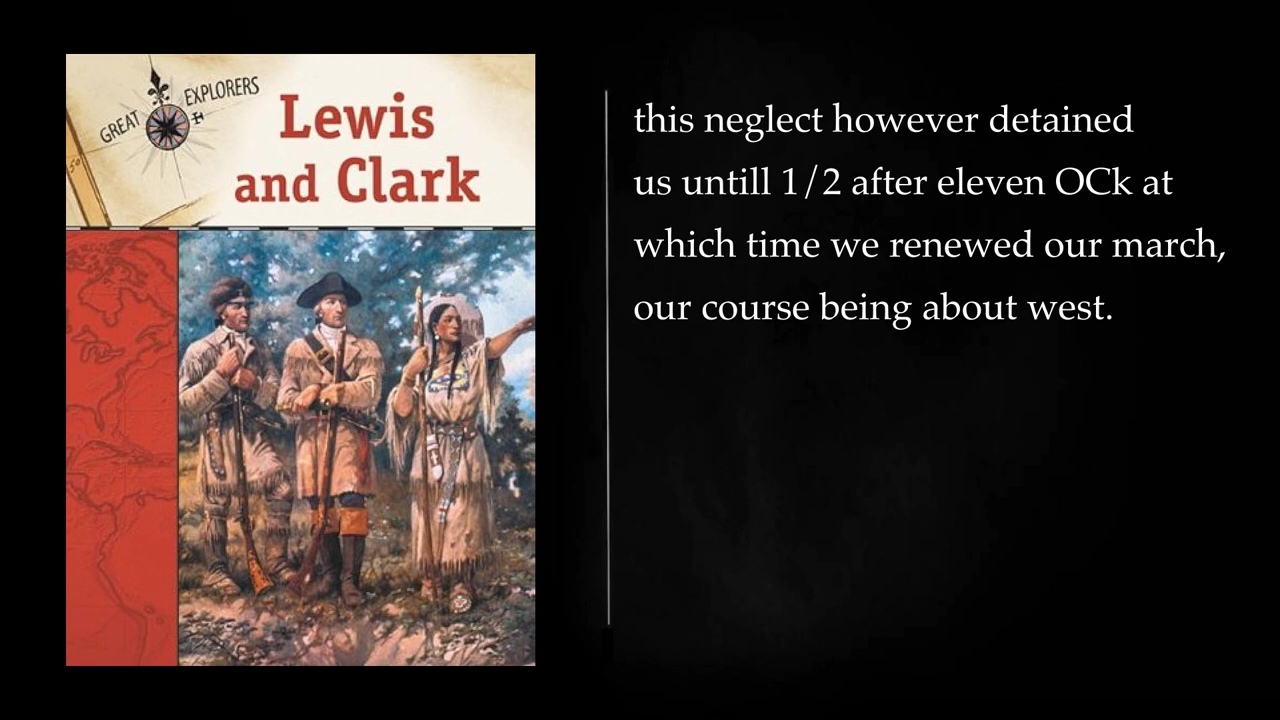 GREAT EXPLORERS
Lewis
and Clark
50
this neglect however detained
us untill 1/2 after eleven OCk at
which time we renewed our march,
our course being about west.